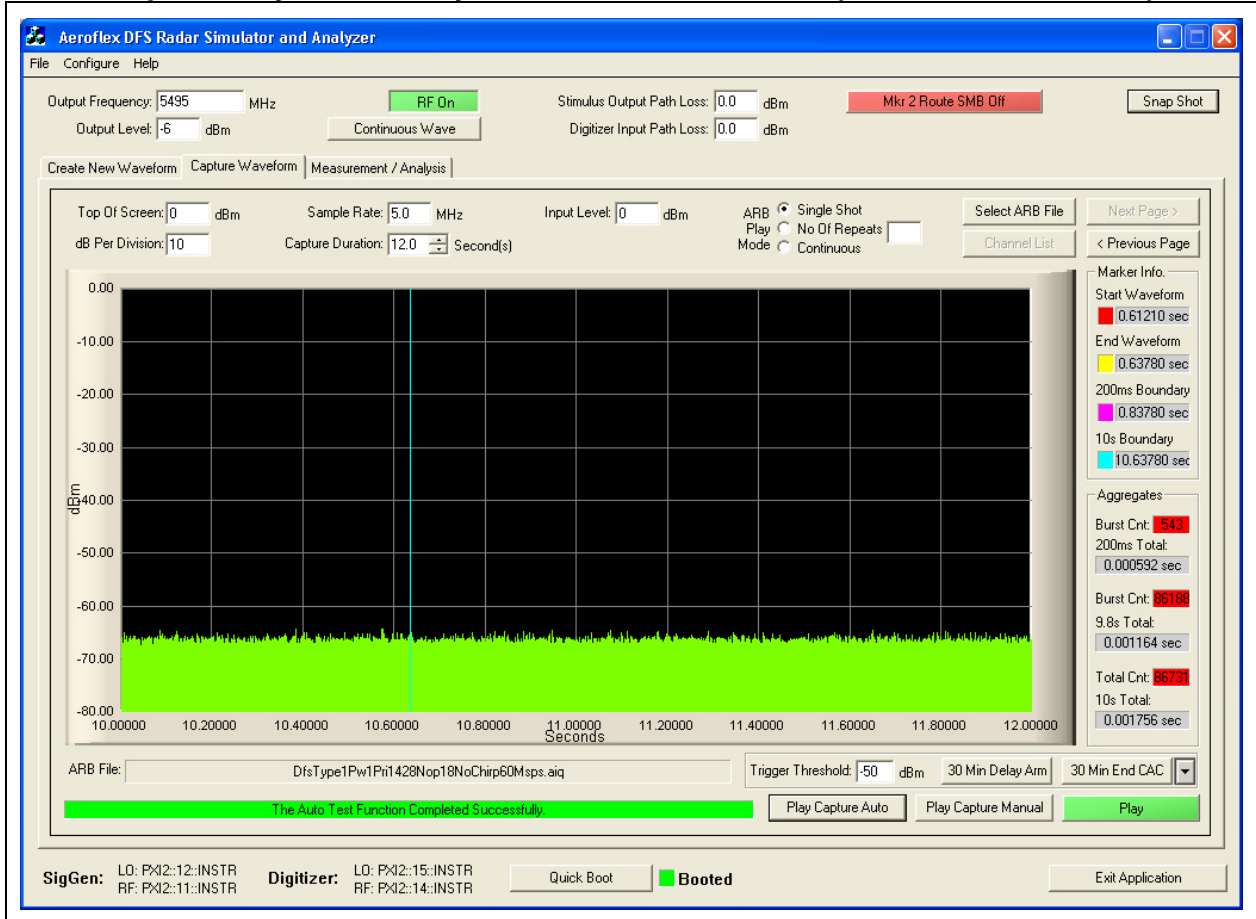 Aeroflex DFS Radar Simulator and Analyzer
File Configure Help
Output Frequency: 5495 MHz RF On Stimulus Output Path Loss: 0.0 dBm Mkr 2 Route SMB Off Snap Shot
Output Level: -6 dBm Continuous Wave Digitizer Input Path Loss: 0.0 dBm
Create New Waveform Capture Waveform Measurement / Analysis
Top Of Screen: 0 dBm Sample Rate: 5.0 MHz Input Level: 0 dBm ARB Play Mode Single Shot Select ARB File Next Page >
dB Per Division: 10 Capture Duration: 12.0 Second(s) No Of Repeats Channel List < Previous Page
Continuous
Marker Info.
Start Waveform
0.61210 sec
End Waveform
0.63780 sec
200ms Boundary
0.83780 sec
10s Boundary
10.63780 sec
Aggregates
Burst Cnt: 543
200ms Total:
0.000592 sec
Burst Cnt: 86188
9.8s Total:
0.001164 sec
Total Cnt: 86731
10s Total:
0.001756 sec
0.00
-10.00
-20.00
-30.00
-40.00
-50.00
-60.00
-70.00
-80.00
dBm
10.00000 10.20000 10.40000 10.60000 10.80000 11.00000 11.20000 11.40000 11.60000 11.80000 12.00000
Seconds
ARB File: DfsType1Pw1Pri1428Nop18NoChirp60Msps.aiq Trigger Threshold: -50 dBm 30 Min Delay Arm 30 Min End CAC
The Auto Test Function Completed Successfully. Play Capture Auto Play Capture Manual Play
SigGen: LO: PXI2::12::INSTR Digitizer: LO: PXI2::15::INSTR Quick Boot Booted Exit Application
RF: PXI2::11::INSTR RF: PXI2::14::INSTR